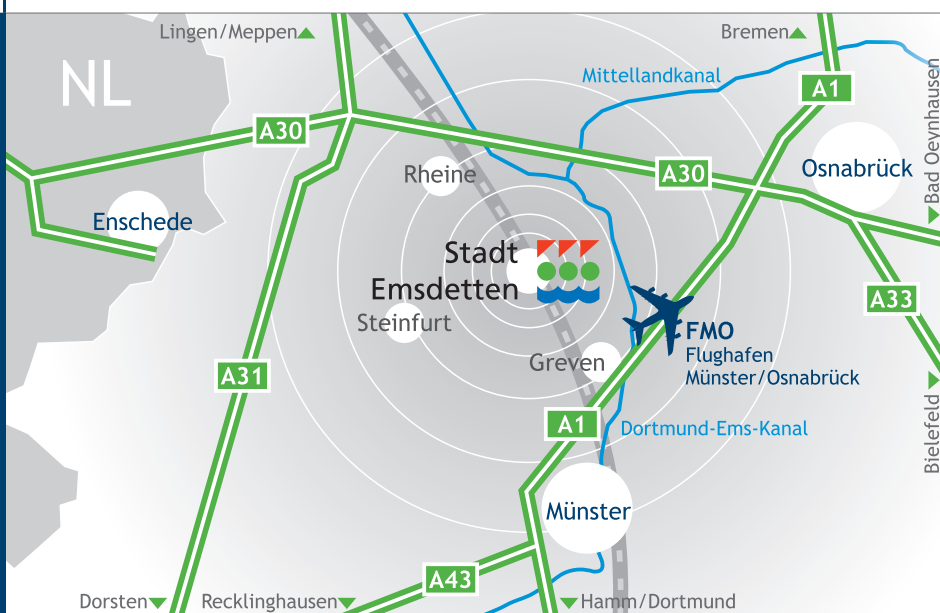 Lingen/Meppen
Bremen
NL
Mittellandkanal
A1
A30
Bad Oeynhausen
Osnabrück
Rheine
A30
Enschede
Stadt
Emsdetten
A33
Steinfurt
FMO
Flughafen
Münster/Osnabrück
Greven
A31
Bielefeld
A1
Dortmund-Ems-Kanal
Münster
A43
Dorsten
Recklinghausen
Hamm/Dortmund